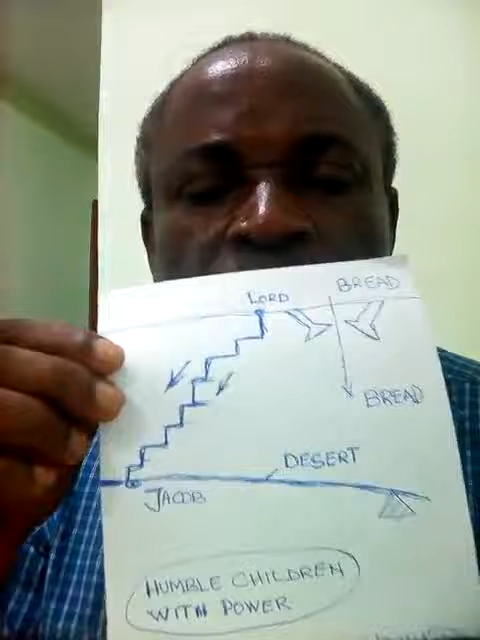 LORD
BREAD
BREAD
DESERT
JACOB
HUMBLE CHILDREN
WITH POWER